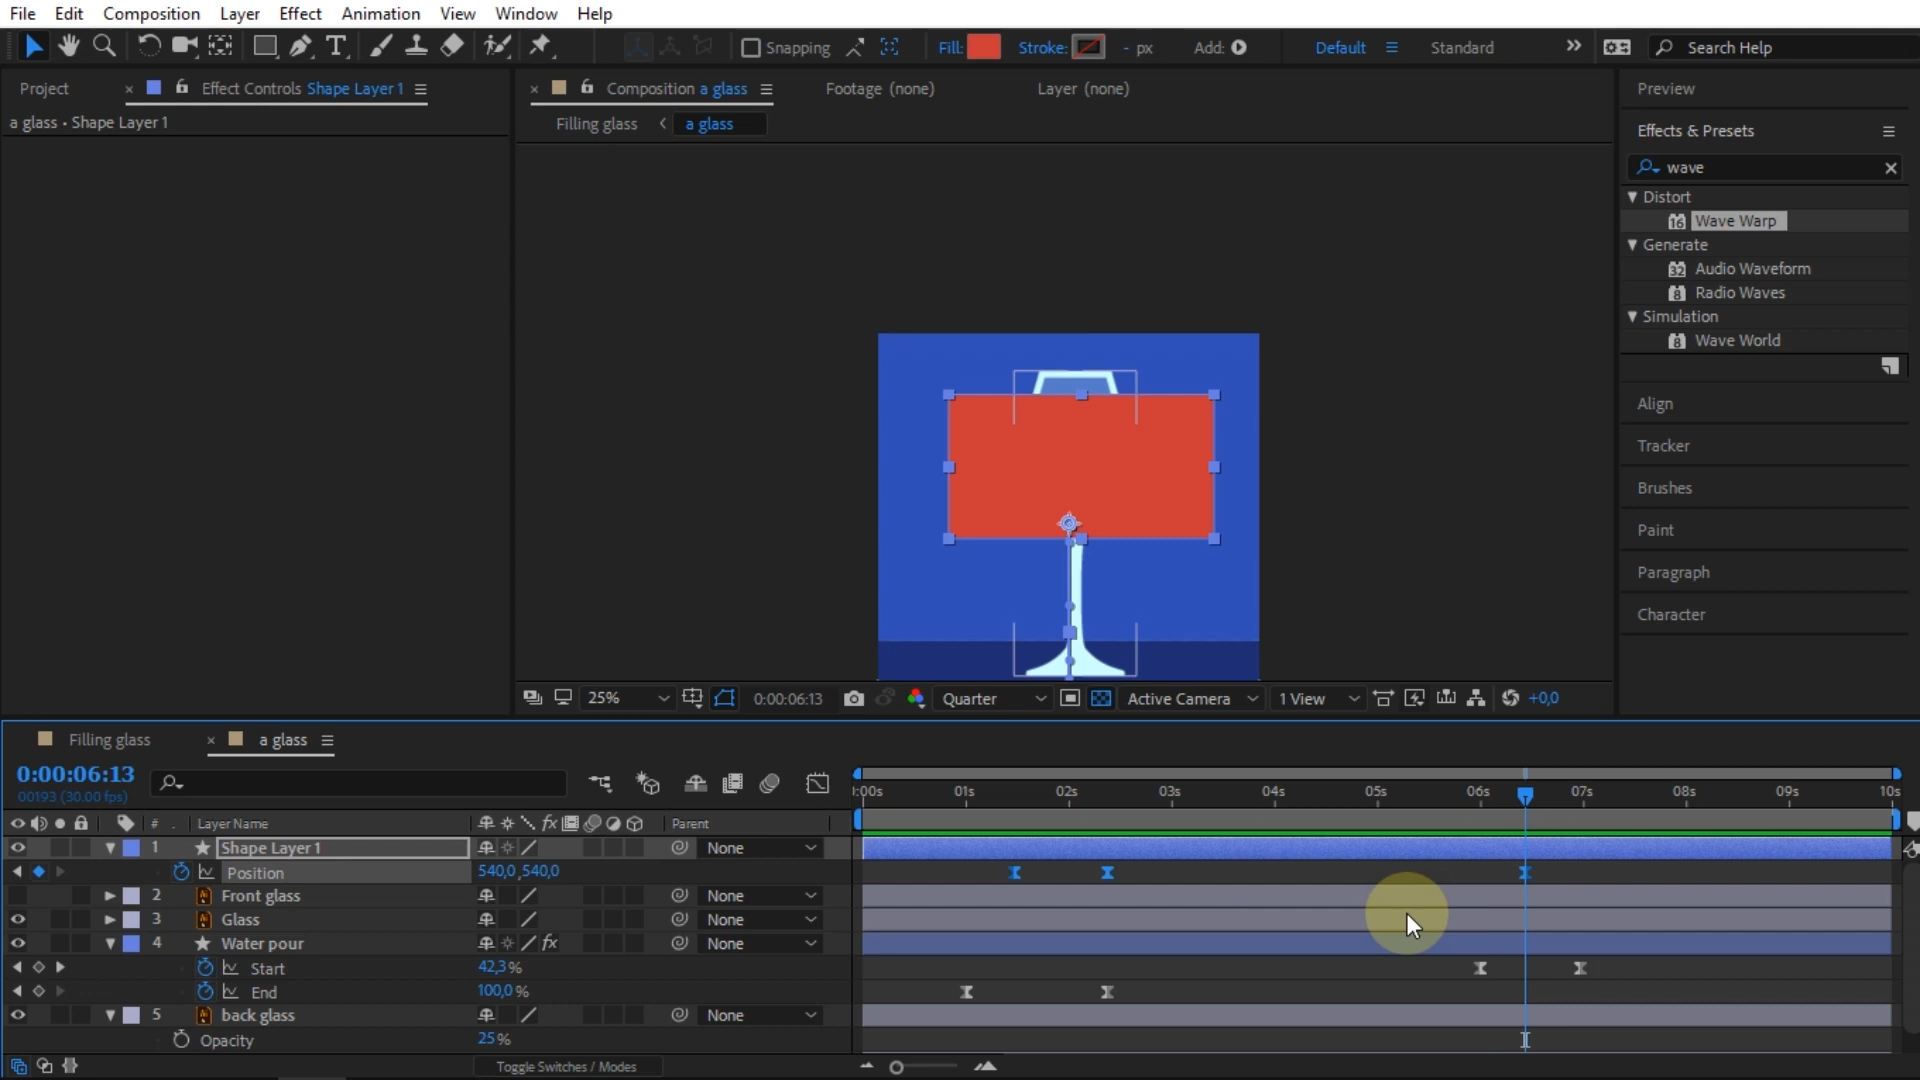 File Edit Composition Layer Effect Animation View Window Help
Snapping Fill: Stroke: - px Add: Default Standard Search Help
Project Effect Controls Shape Layer 1
a glass • Shape Layer 1
Composition a glass Footage (none) Layer (none)
Filling glass a glass
Preview
Effects & Presets
wave
Distort
16 Wave Warp
Generate
32 Audio Waveform
8 Radio Waves
Simulation
8 Wave World
Align
Tracker
Brushes
Paint
Paragraph
Character
25% 0:00:06:13 Quarter Active Camera 1 View +0,0
Filling glass a glass
0:00:06:13
00193 (30.00 fps)
:00s 01s 02s 03s 04s 05s 06s 07s 08s 09s 10s
# Layer Name fx Parent
1 Shape Layer 1 None
Position 540,0,540,0
2 Front glass None
3 Glass None
4 Water pour fx None
Start 42,3%
End 100,0%
5 back glass None
Opacity 25%
Toggle Switches / Modes